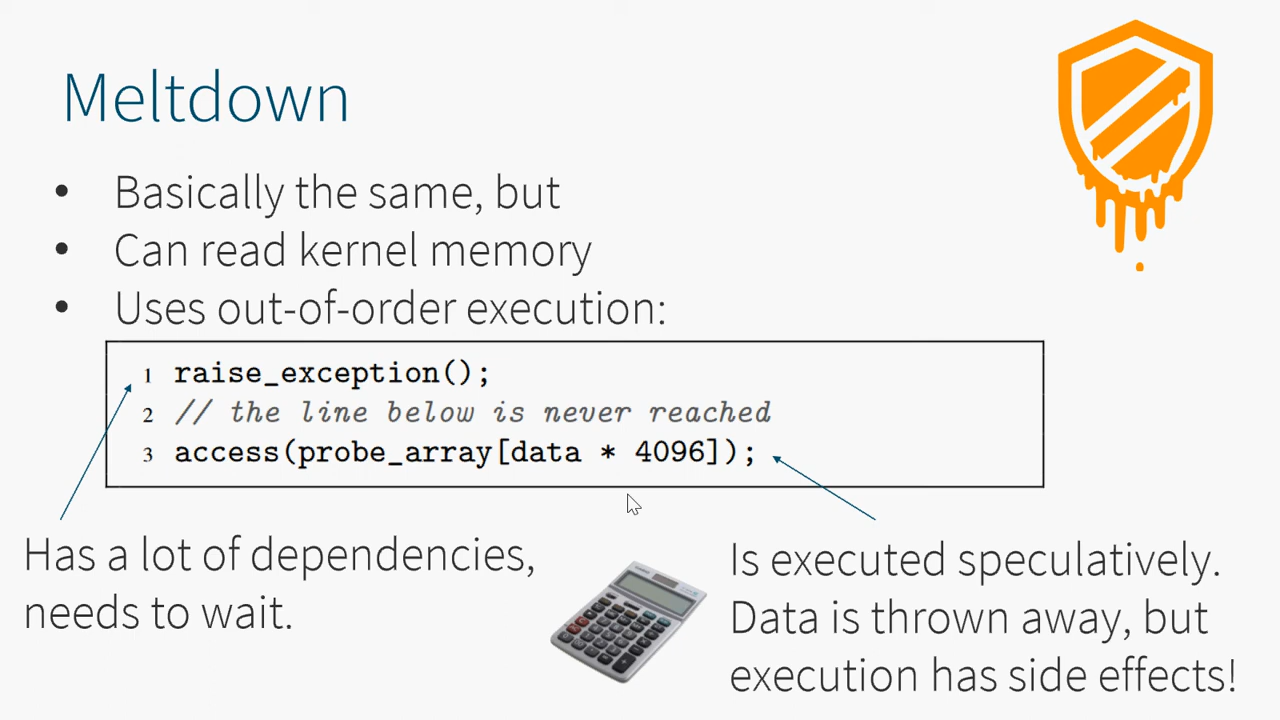 Meltdown
• Basically the same, but
• Can read kernel memory
• Uses out-of-order execution:
1 raise_exception();
2 // the line below is never reached
3 access(probe_array[data * 4096]);
Has a lot of dependencies,
needs to wait.
Is executed speculatively.
Data is thrown away, but
execution has side effects!